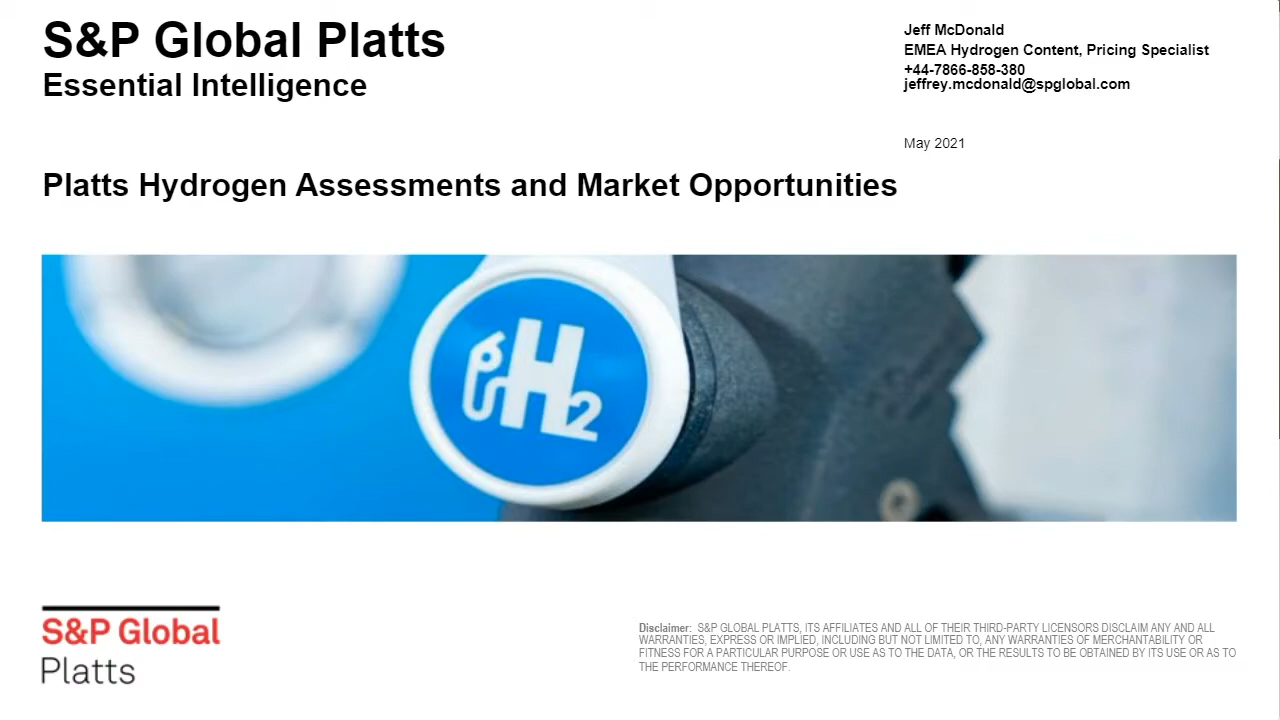 S&P Global Platts
Essential Intelligence
Jeff McDonald
EMEA Hydrogen Content, Pricing Specialist
+44-7866-858-380
jeffrey.mcdonald@spglobal.com
May 2021
Platts Hydrogen Assessments and Market Opportunities
H2
S&P Global
Platts
Disclaimer: S&P GLOBAL PLATTS, ITS AFFILIATES AND ALL OF THEIR THIRD-PARTY LICENSORS DISCLAIM ANY AND ALL
WARRANTIES, EXPRESS OR IMPLIED, INCLUDING BUT NOT LIMITED TO, ANY WARRANTIES OF MERCHANTABILITY OR
FITNESS FOR A PARTICULAR PURPOSE OR USE AS TO THE DATA, OR THE RESULTS TO BE OBTAINED BY ITS USE OR AS TO
THE PERFORMANCE THEREOF.